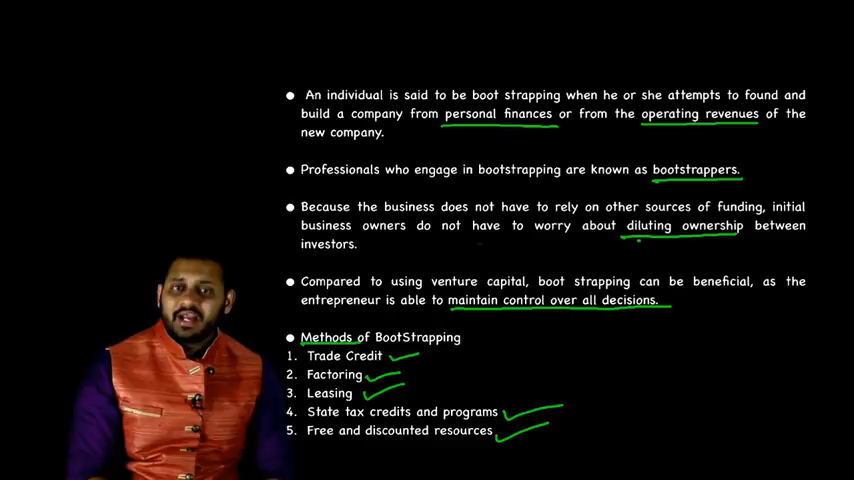 ● An individual is said to be boot strapping when he or she attempts to found and
build a company from personal finances or from the operating revenues of the
new company.
● Professionals who engage in bootstrapping are known as bootstrappers.
● Because the business does not have to rely on other sources of funding, initial
business owners do not have to worry about diluting ownership between
investors.
● Compared to using venture capital, boot strapping can be beneficial, as the
entrepreneur is able to maintain control over all decisions.
● Methods of BootStrapping
1. Trade Credit
2. Factoring
3. Leasing
4. State tax credits and programs
5. Free and discounted resources